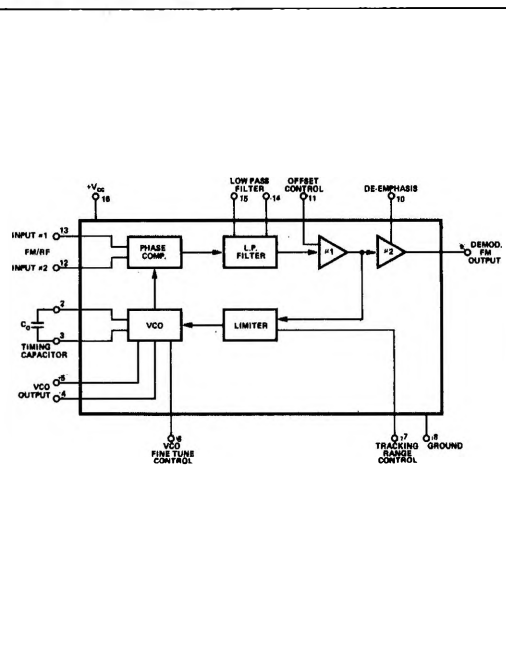 +Vcc
16
LOW PASS
FILTER
15
14
OFFSET
CONTROL
11
DE-EMPHASIS
10
INPUT #1
13
FM/RF
INPUT #2
12
PHASE
COMP.
L.P.
FILTER
#1
#2
9
DEMOD.
FM
OUTPUT
2
C₀
3
TIMING
CAPACITOR
VCO
LIMITER
5
VCO
OUTPUT
4
6
VCO
FINE TUNE
CONTROL
7
TRACKING
RANGE
CONTROL
8
GROUND